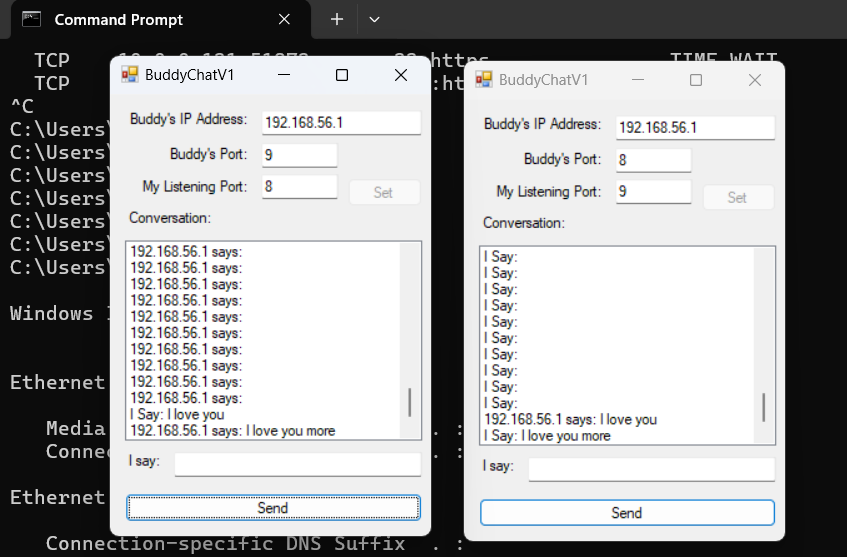 Command Prompt
TCP
TIME_WAIT
TCP
^C
C:\Users\
C:\Users\
C:\Users\
C:\Users\
C:\Users\
C:\Users\
C:\Users\
Windows
Ethernet
Media
. :
Connec
. :
Ethernet
Connection-specific DNS Suffix . :
BuddyChatV1
Buddy's IP Address: 192.168.56.1
Buddy's Port: 9
My Listening Port: 8 Set
Conversation:
192.168.56.1 says:
192.168.56.1 says:
192.168.56.1 says:
192.168.56.1 says:
192.168.56.1 says:
192.168.56.1 says:
192.168.56.1 says:
192.168.56.1 says:
192.168.56.1 says:
192.168.56.1 says:
I Say: I love you
192.168.56.1 says: I love you more
I say:
Send
BuddyChatV1
Buddy's IP Address: 192.168.56.1
Buddy's Port: 8
My Listening Port: 9 Set
Conversation:
I Say:
I Say:
I Say:
I Say:
I Say:
I Say:
I Say:
I Say:
I Say:
I Say:
192.168.56.1 says: I love you
I Say: I love you more
I say:
Send